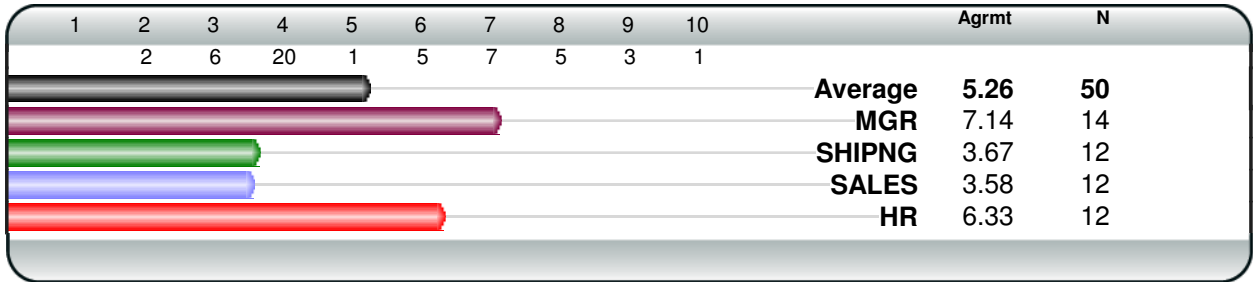 1 2 3 4 5 6 7 8 9 10 Agrmt N
2 6 20 1 5 7 5 3 1
Average 5.26 50
MGR 7.14 14
SHIPNG 3.67 12
SALES 3.58 12
HR 6.33 12